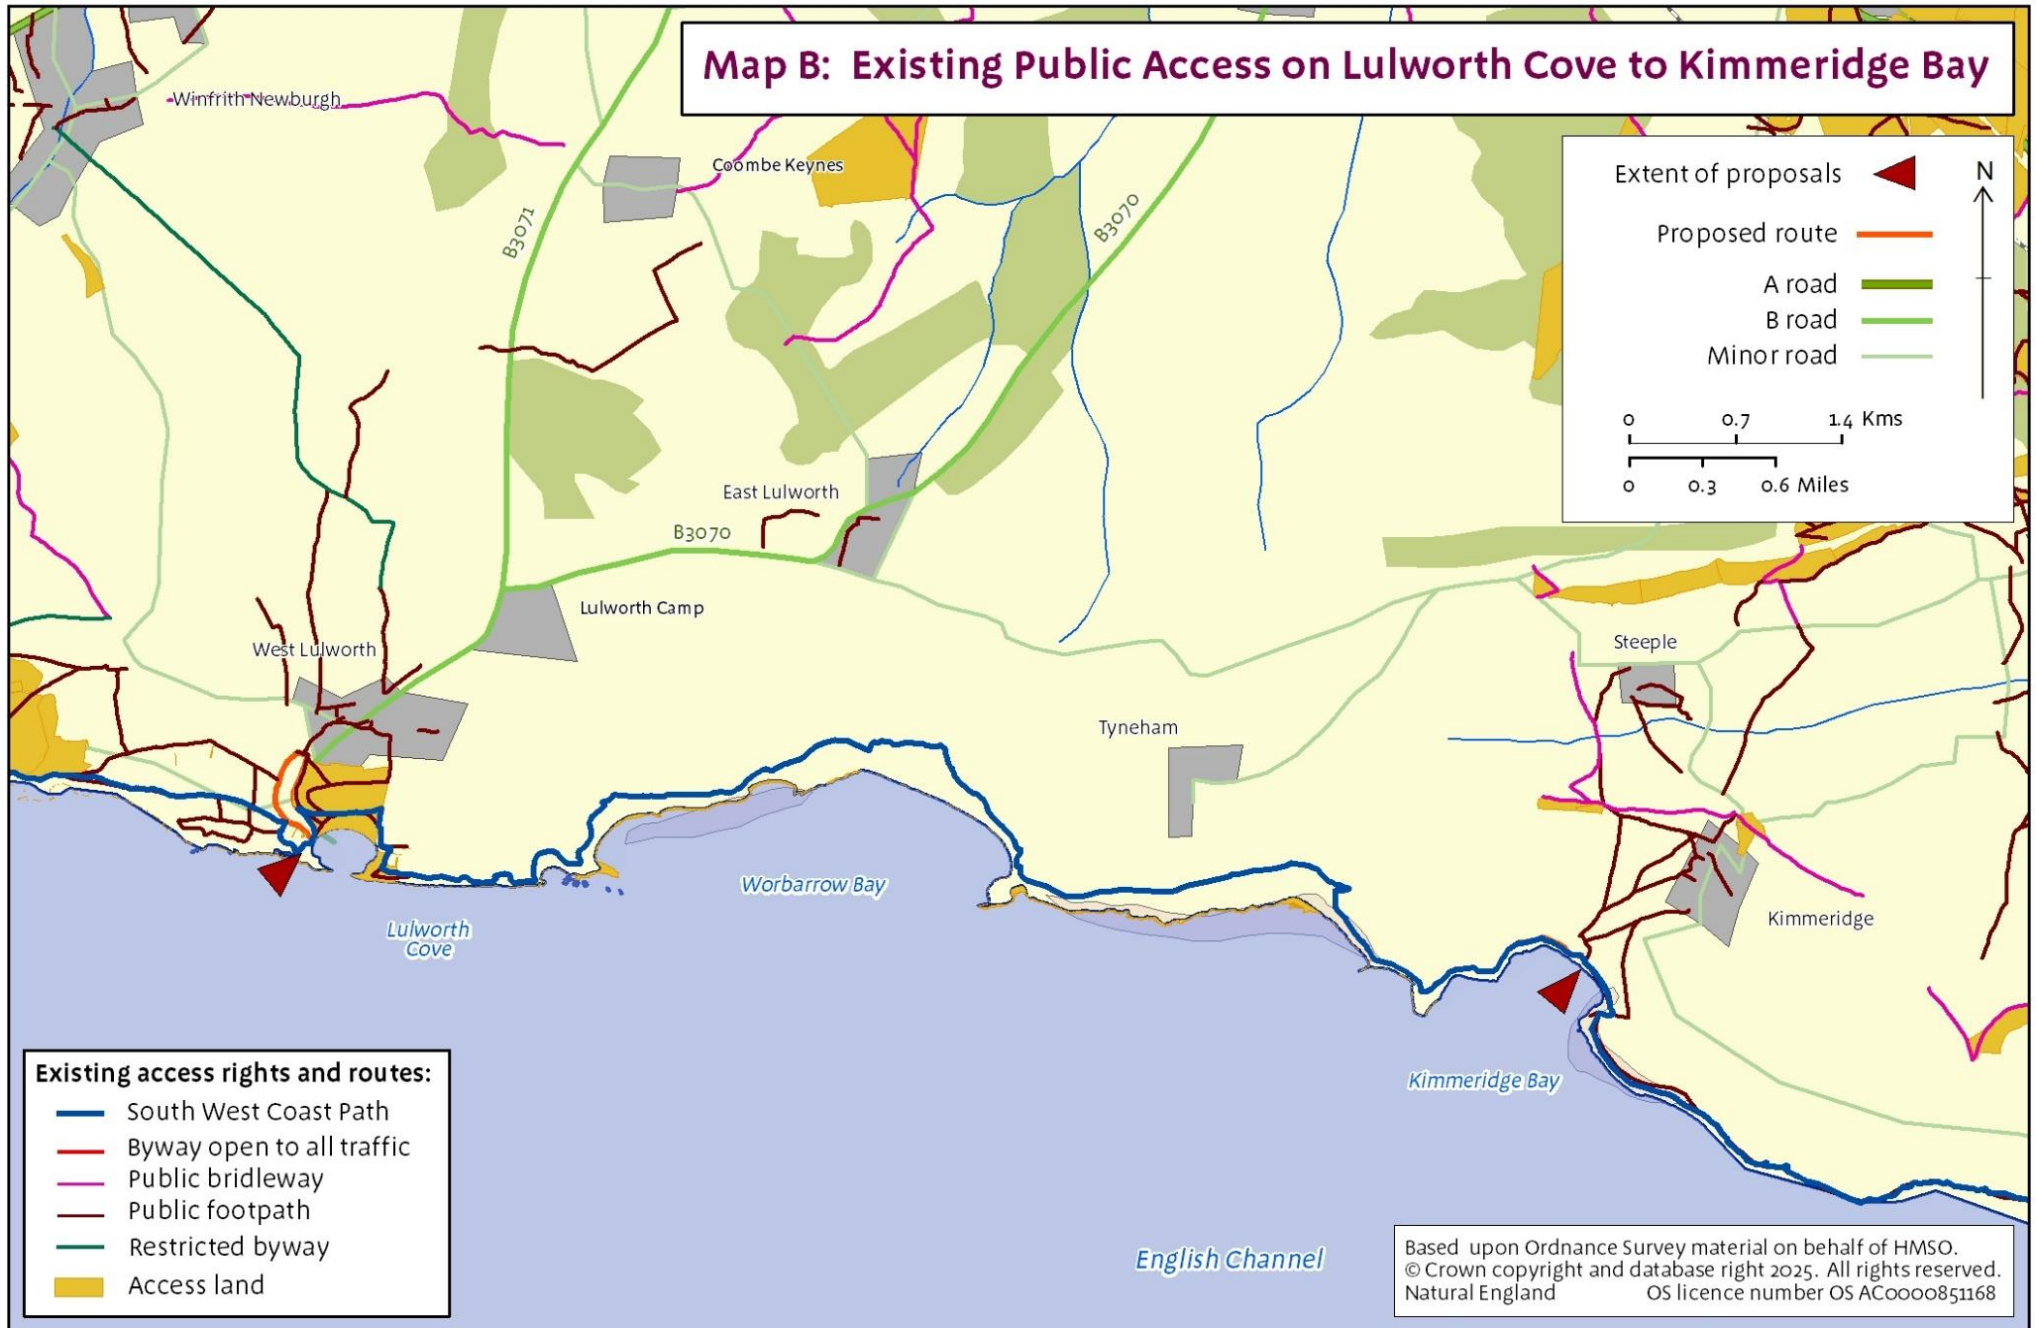 Map B: Existing Public Access on Lulworth Cove to Kimmeridge Bay
Winfrith Newburgh
Coombe Keynes
B3071
B3070
Extent of proposals
N
Proposed route
A road
B road
Minor road
0 0.7 1.4 Kms
0 0.3 0.6 Miles
East Lulworth
B3070
Lulworth Camp
West Lulworth
Steeple
Tyneham
Worbarrow Bay
Lulworth
Cove
Kimmeridge
Kimmeridge Bay
English Channel
Existing access rights and routes:
South West Coast Path
Byway open to all traffic
Public bridleway
Public footpath
Restricted byway
Access land
Based upon Ordnance Survey material on behalf of HMSO.
© Crown copyright and database right 2025. All rights reserved.
Natural England OS licence number OS AC0000851168